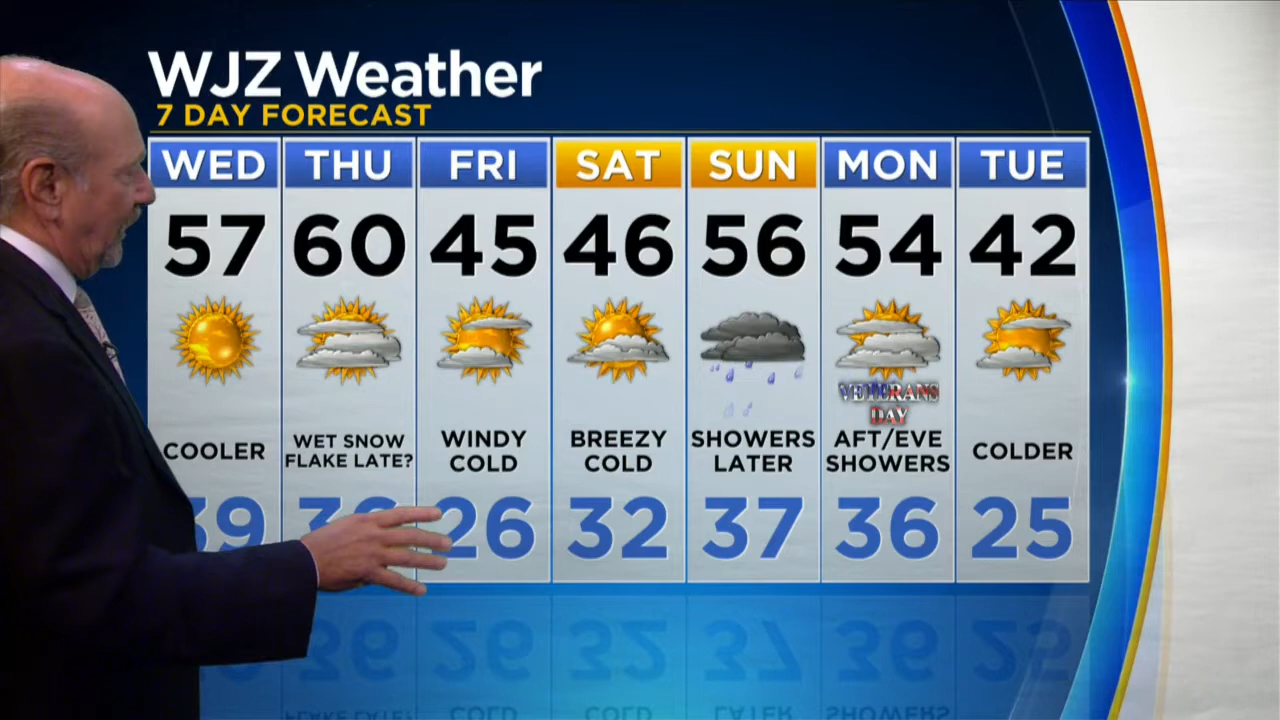 WJZ Weather
7 DAY FORECAST
WED THU FRI SAT SUN MON TUE
57 60 45 46 56 54 42
VETERANS
DAY
COOLER
WET SNOW
FLAKE LATE?
WINDY
COLD
BREEZY
COLD
SHOWERS
LATER
AFT/EVE
SHOWERS
COLDER
39 36 26 32 37 36 25